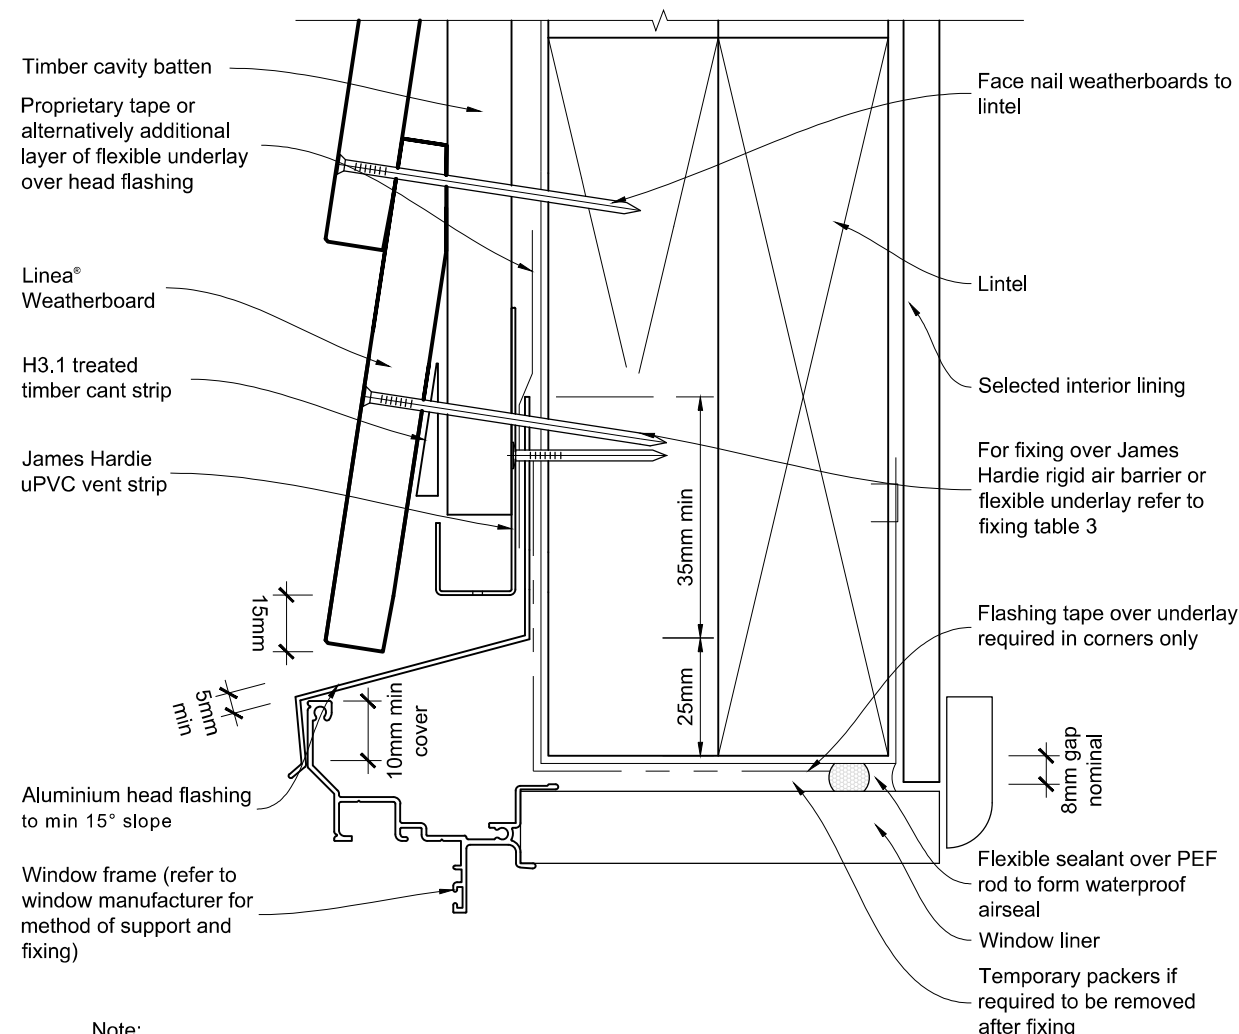 Timber cavity batten
Proprietary tape or
alternatively additional
layer of flexible underlay
over head flashing
Linea®
Weatherboard
H3.1 treated
timber cant strip
James Hardie
uPVC vent strip
15mm
5mm
min
10mm min
cover
Aluminium head flashing
to min 15° slope
Window frame (refer to
window manufacturer for
method of support and
fixing)
Note:
35mm min
25mm
Face nail weatherboards to
lintel
Lintel
Selected interior lining
For fixing over James
Hardie rigid air barrier or
flexible underlay refer to
fixing table 3
Flashing tape over underlay
required in corners only
8mm gap
nominal
Flexible sealant over PEF
rod to form waterproof
airseal
Window liner
Temporary packers if
required to be removed
after fixing